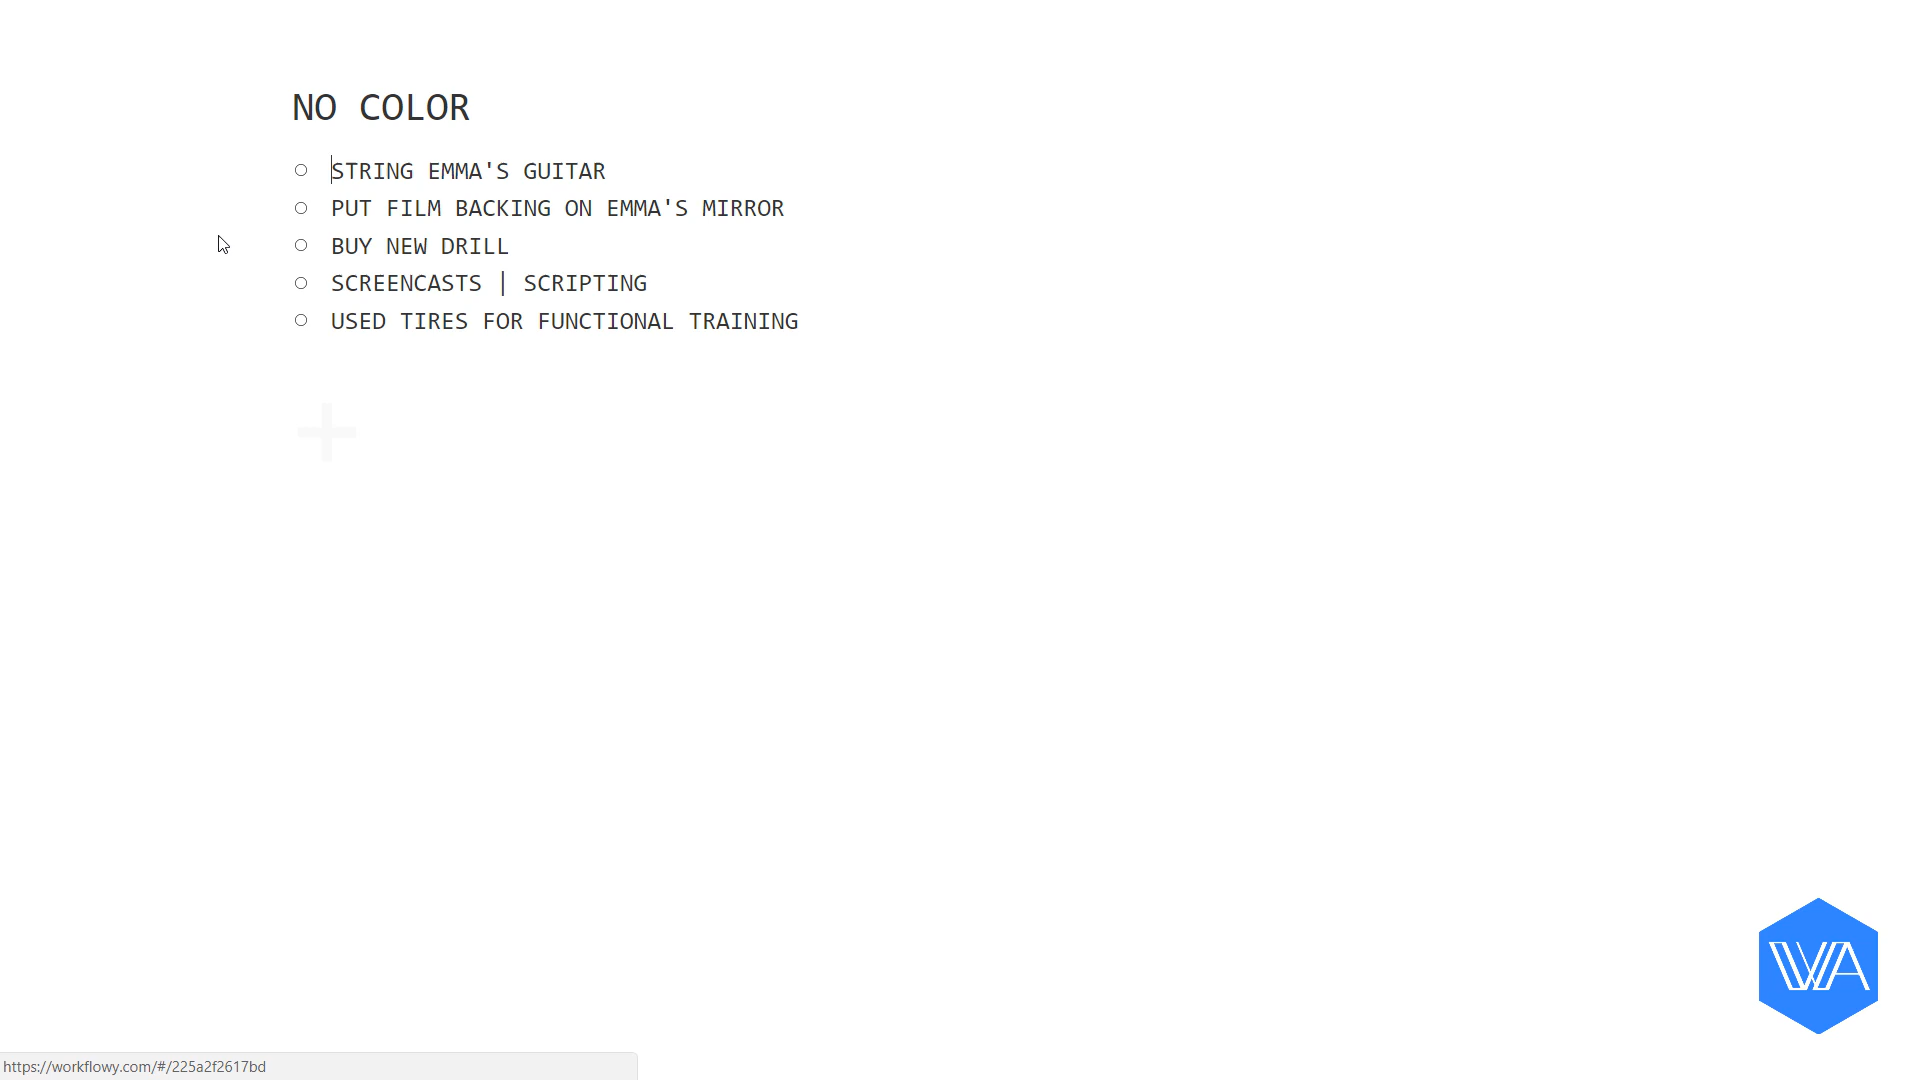 NO COLOR
STRING EMMA'S GUITAR
PUT FILM BACKING ON EMMA'S MIRROR
BUY NEW DRILL
SCREENCASTS | SCRIPTING
USED TIRES FOR FUNCTIONAL TRAINING
WA
https://workflowy.com/#/225a2f2617bd